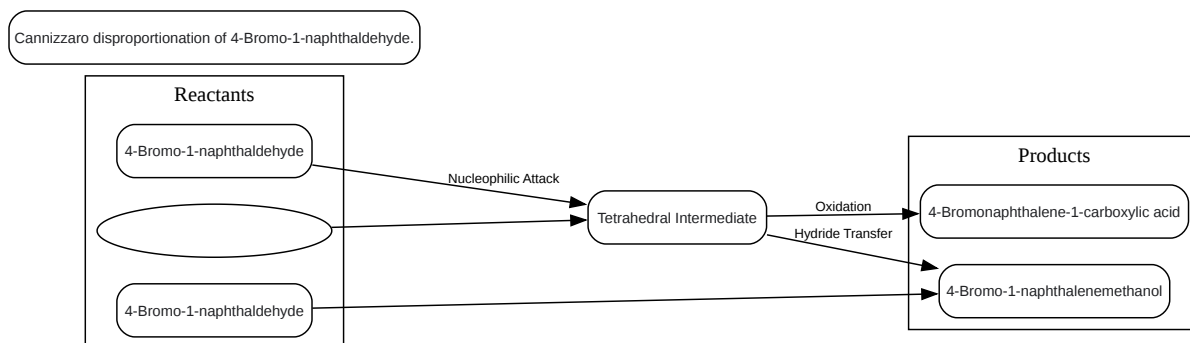 Cannizzaro disproportionation of 4-Bromo-1-naphthaldehyde.
Reactants
4-Bromo-1-naphthaldehyde
4-Bromo-1-naphthaldehyde
Nucleophilic Attack
Tetrahedral Intermediate
Oxidation
Hydride Transfer
Products
4-Bromonaphthalene-1-carboxylic acid
4-Bromo-1-naphthalenemethanol